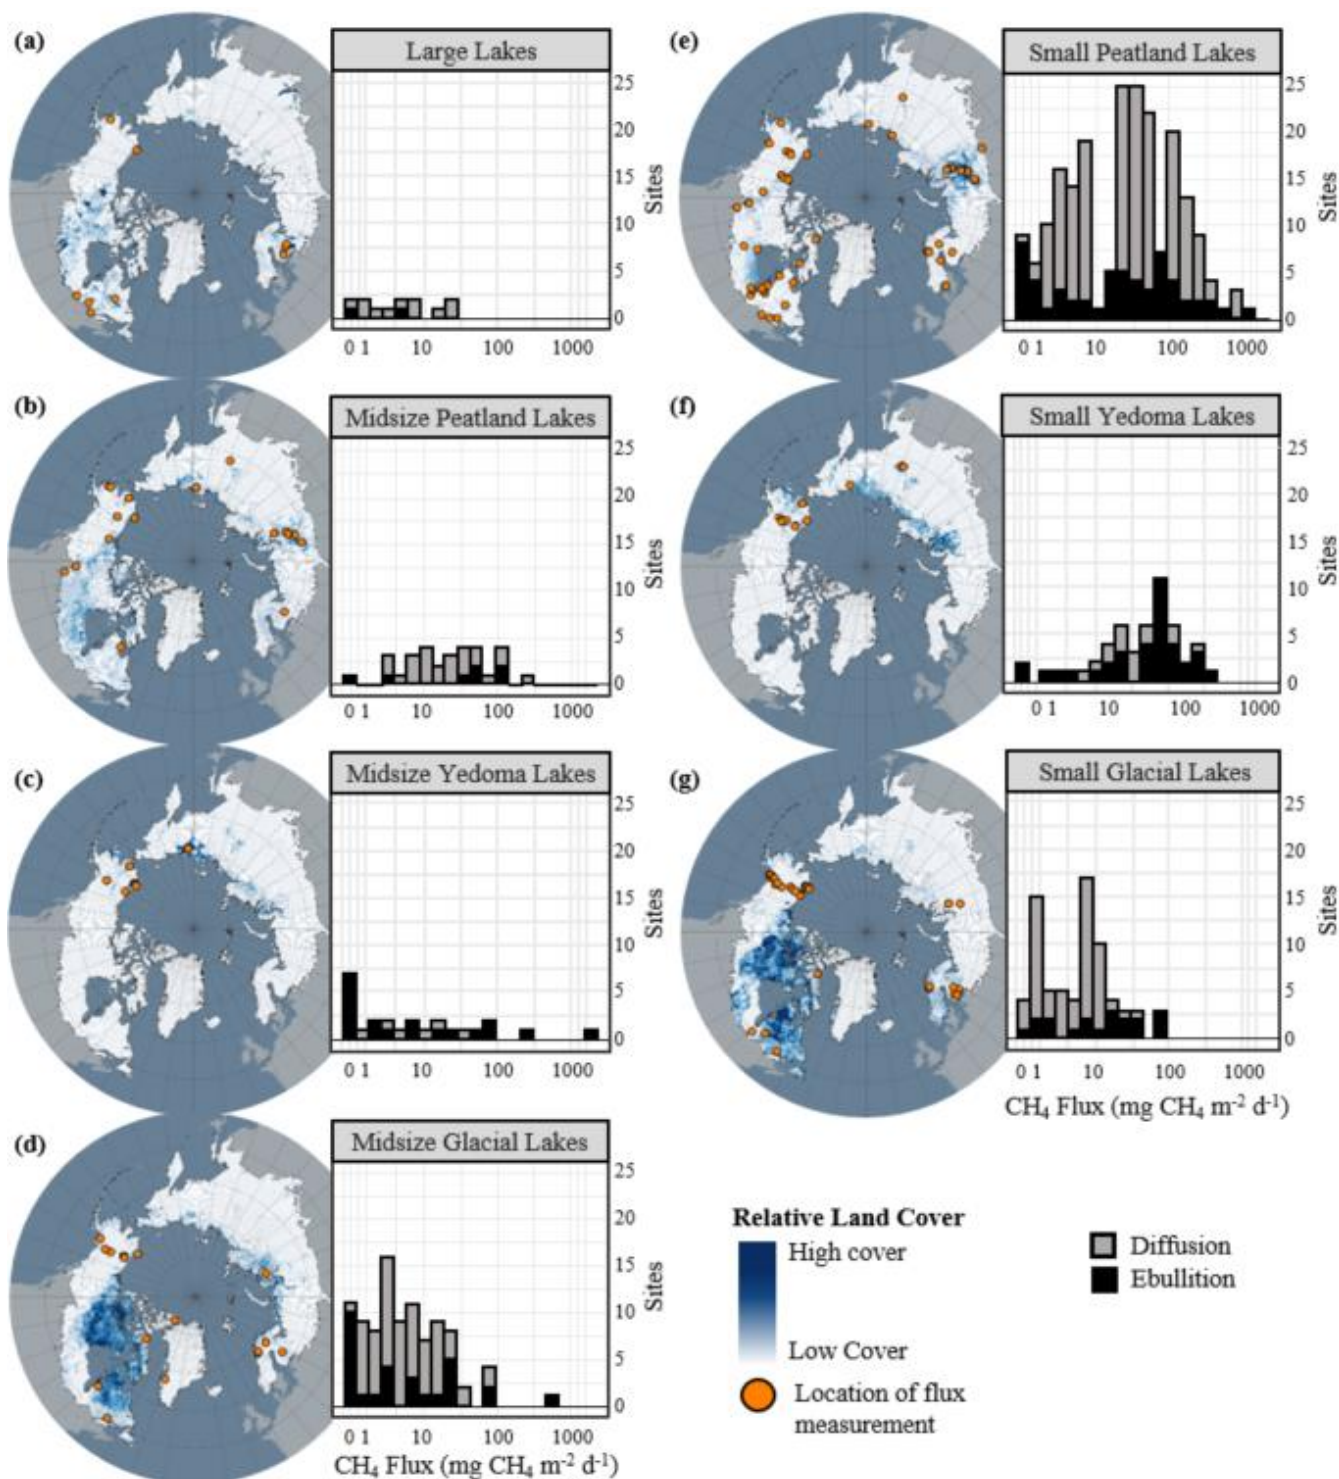 (a)
Large Lakes
25
20
15
10
5
0
Sites
0 1 10 100 1000
(b)
Midsize Peatland Lakes
25
20
15
10
5
0
Sites
0 1 10 100 1000
(c)
Midsize Yedoma Lakes
25
20
15
10
5
0
Sites
0 1 10 100 1000
(d)
Midsize Glacial Lakes
25
20
15
10
5
0
Sites
0 1 10 100 1000
CH₄ Flux (mg CH₄ m⁻² d⁻¹)
(e)
Small Peatland Lakes
25
20
15
10
5
0
Sites
0 1 10 100 1000
(f)
Small Yedoma Lakes
25
20
15
10
5
0
Sites
0 1 10 100 1000
(g)
Small Glacial Lakes
25
20
15
10
5
0
Sites
0 1 10 100 1000
CH₄ Flux (mg CH₄ m⁻² d⁻¹)
Relative Land Cover
High cover
Low Cover
Location of flux
measurement
Diffusion
Ebullition